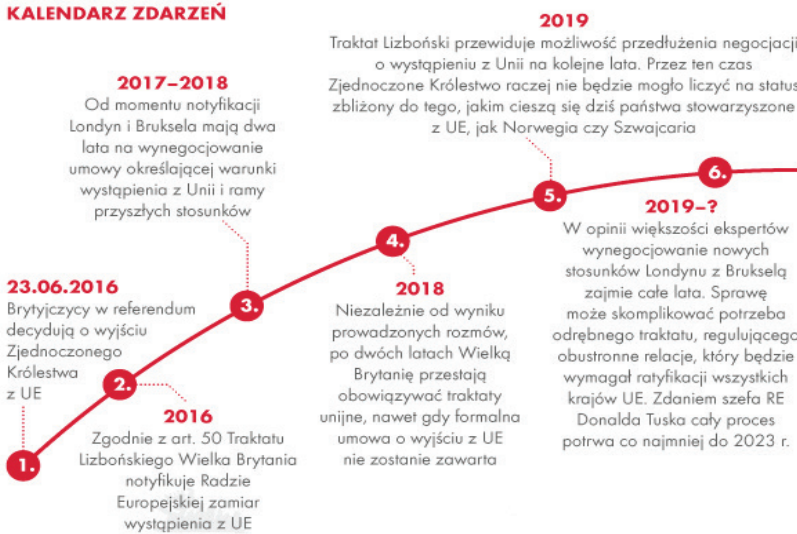 KALENDARZ ZDARZEŃ
1.
23.06.2016
Brytyjczycy w referendum
decydują o wyjściu
Zjednoczonego
Królestwa
z UE
2.
2016
Zgodnie z art. 50 Traktatu
Lizbońskiego Wielka Brytania
notyfikuje Radzie
Europejskiej zamiar
wystąpienia z UE
3.
2017–2018
Od momentu notyfikacji
Londyn i Bruksela mają dwa
lata na wynegocjowanie
umowy określającej warunki
wystąpienia z Unii i ramy
przyszłych stosunków
4.
2018
Niezależnie od wyniku
prowadzonych rozmów,
po dwóch latach Wielką
Brytanię przestają
obowiązywać traktaty
unijne, nawet gdy formalna
umowa o wyjściu z UE
nie zostanie zawarta
5.
2019
Traktat Lizboński przewiduje możliwość przedłużenia negocjacji
o wystąpieniu z Unii na kolejne lata. Przez ten czas
Zjednoczone Królestwo raczej nie będzie mogło liczyć na status
zbliżony do tego, jakim cieszą się dziś państwa stowarzyszone
z UE, jak Norwegia czy Szwajcaria
6.
2019–?
W opinii większości ekspertów
wynegocjowanie nowych
stosunków Londynu z Brukselą
zajmie całe lata. Sprawę
może skomplikować potrzeba
odrębnego traktatu, regulującego
obustronne relacje, który będzie
wymagał ratyfikacji wszystkich
krajów UE. Zdaniem szefa RE
Donalda Tuska cały proces
potrwa co najmniej do 2023 r.